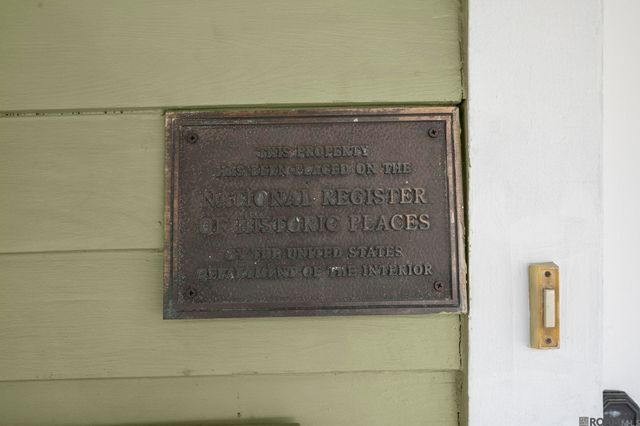 THIS PROPERTY
HAS BEEN PLACED ON THE
NATIONAL REGISTER
OF HISTORIC PLACES
BY THE UNITED STATES
DEPARTMENT OF THE INTERIOR